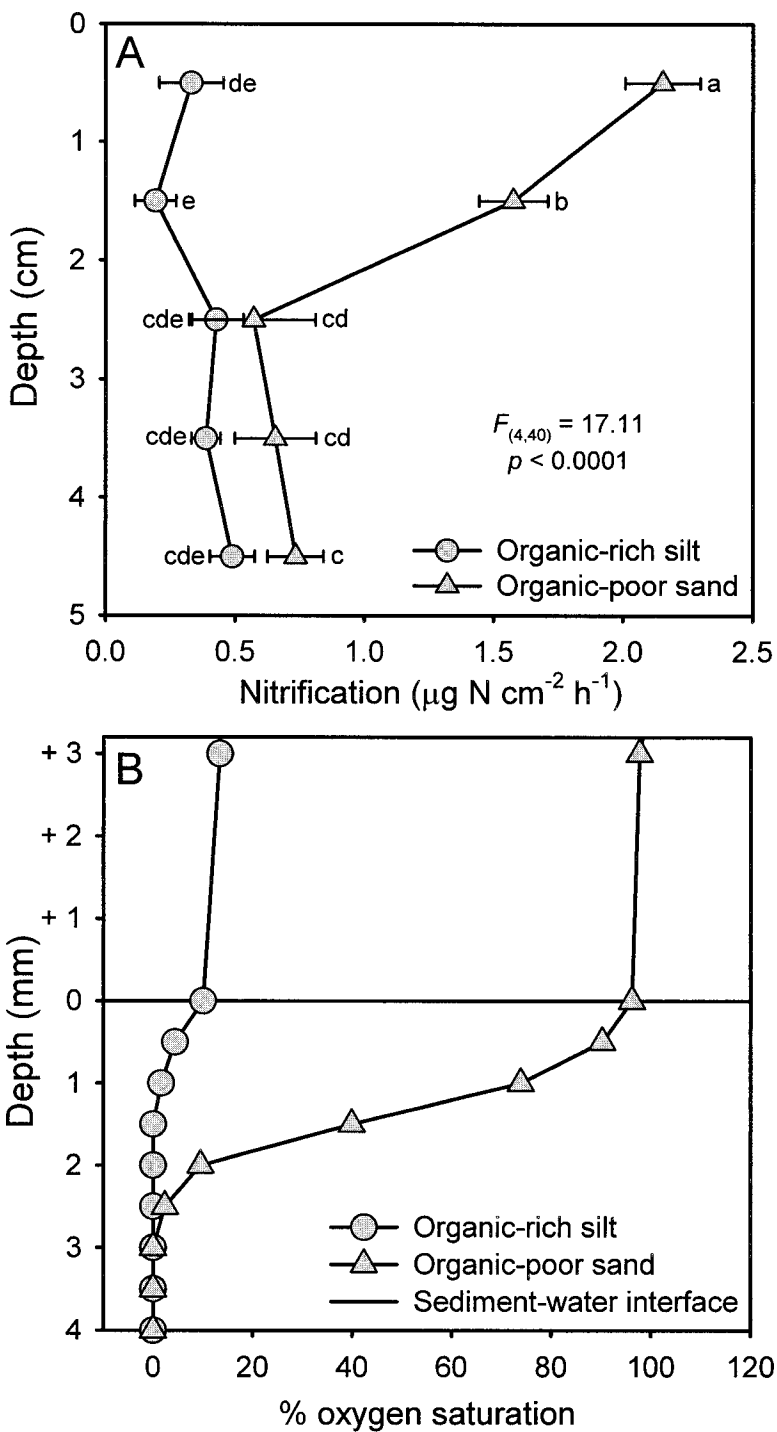 A
0
1
2
3
4
5
Depth (cm)
de
a
e
b
cde
cd
cde
cd
cde
c
F(4,40) = 17.11
p < 0.0001
Organic-rich silt
Organic-poor sand
0.0 0.5 1.0 1.5 2.0 2.5
Nitrification (µg N cm⁻² h⁻¹)
B
+ 3
+ 2
+ 1
0
1
2
3
4
Depth (mm)
Organic-rich silt
Organic-poor sand
Sediment-water interface
0 20 40 60 80 100 120
% oxygen saturation